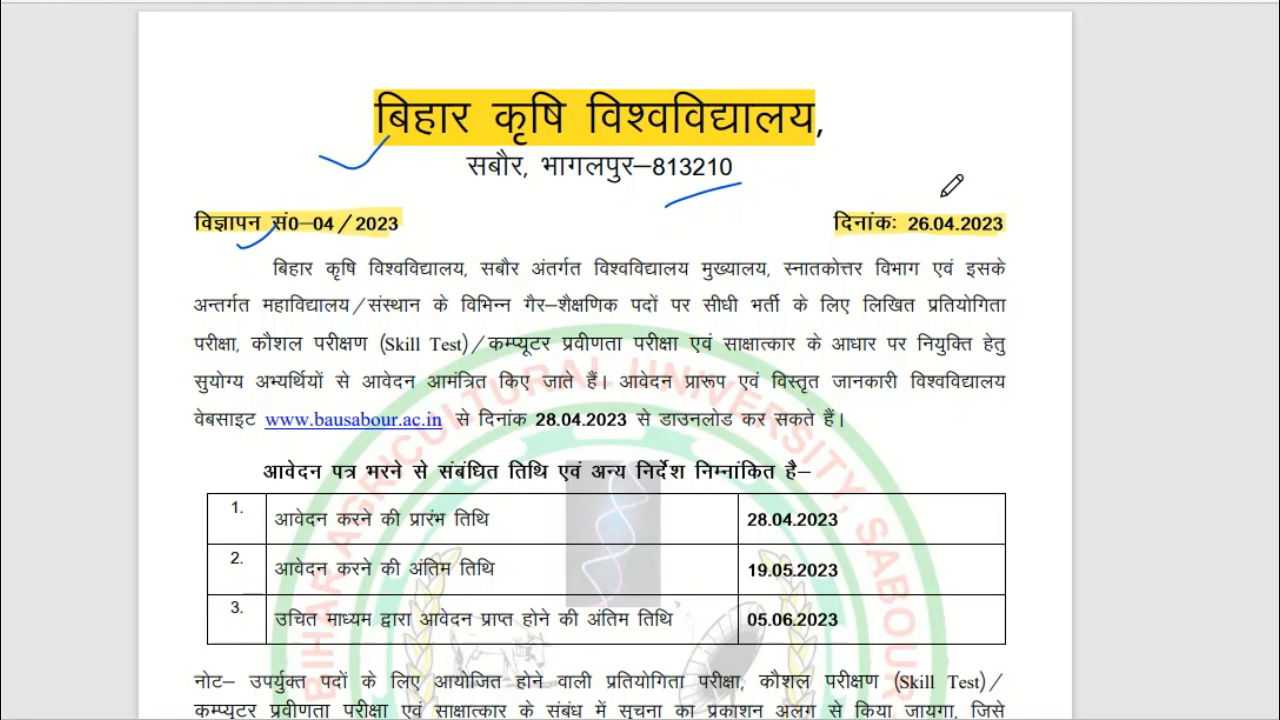 बिहार कृषि विश्वविद्यालय,
सबौर, भागलपुर–813210
विज्ञापन सं0–04/2023
दिनांकः 26.04.2023
बिहार कृषि विश्वविद्यालय, सबौर अंतर्गत विश्वविद्यालय मुख्यालय, स्नातकोत्तर विभाग एवं इसके
अन्तर्गत महाविद्यालय/संस्थान के विभिन्न गैर–शैक्षणिक पदों पर सीधी भर्ती के लिए लिखित प्रतियोगिता
परीक्षा, कौशल परीक्षण (Skill Test)/कम्प्यूटर प्रवीणता परीक्षा एवं साक्षात्कार के आधार पर नियुक्ति हेतु
सुयोग्य अभ्यर्थियों से आवेदन आमंत्रित किए जाते हैं। आवेदन प्रारूप एवं विस्तृत जानकारी विश्वविद्यालय
वेबसाइट www.bausabour.ac.in से दिनांक 28.04.2023 से डाउनलोड कर सकते हैं।
आवेदन पत्र भरने से संबंधित तिथि एवं अन्य निर्देश निम्नांकित है–
1. आवेदन करने की प्रारंभ तिथि 28.04.2023
2. आवेदन करने की अंतिम तिथि 19.05.2023
3. उचित माध्यम द्वारा आवेदन प्राप्त होने की अंतिम तिथि 05.06.2023
नोट– उपर्युक्त पदों के लिए आयोजित होने वाली प्रतियोगिता परीक्षा, कौशल परीक्षण (Skill Test)/
कम्प्यूटर प्रवीणता परीक्षा एवं साक्षात्कार के संबंध में सूचना का प्रकाशन अलग से किया जायगा, जिसे
BIHAR AGRICULTURAL UNIVERSITY, SABOUR